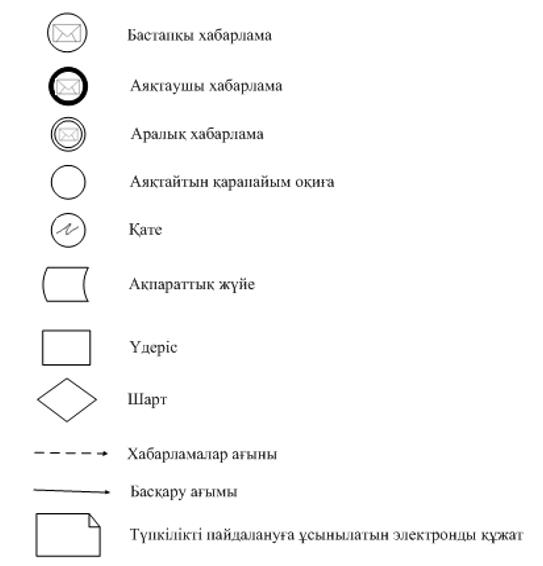 Бастапқы хабарлама
Аяқтаушы хабарлама
Аралық хабарлама
Аяқтайтын қарапайым оқиға
Қате
Ақпараттық жүйе
Үдеріс
Шарт
Хабарламалар ағыны
Басқару ағымы
Түпкілікті пайдалануға ұсынылатын электронды құжат